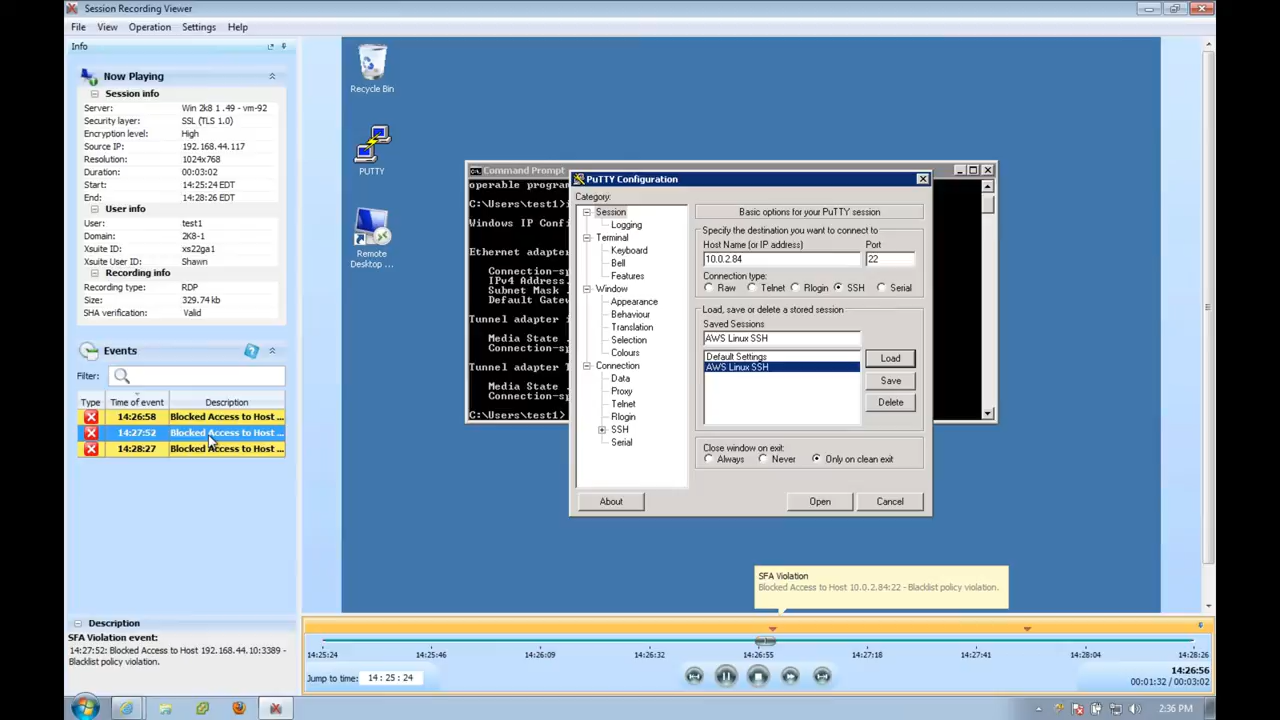 Session Recording Viewer
File View Operation Settings Help
Info
Now Playing
Session info
Server: Win 2k8 1 .49 - vm-92
Security layer: SSL (TLS 1.0)
Encryption level: High
Source IP: 192.168.44.117
Resolution: 1024x768
Duration: 00:03:02
Start: 14:25:24 EDT
End: 14:28:26 EDT
User info
User: test1
Domain: 2K8-1
Xsuite ID: xs22ga1
Xsuite User ID: Shawn
Recording info
Recording type: RDP
Size: 329.74 kb
SHA verification: Valid
Events
Filter:
Type Time of event Description
14:26:58 Blocked Access to Host ...
14:27:52 Blocked Access to Host ...
14:28:27 Blocked Access to Host ...
Description
SFA Violation event:
14:27:52: Blocked Access to Host 192.168.44.10:3389 -
Blacklist policy violation.
Recycle Bin
PUTTY
Remote
Desktop ...
Command Prompt
operable program
C:\Users\test1>i
Windows IP Confi
Ethernet adapter
Connection-sp
IPv4 Address.
Subnet Mask .
Default Gatew
Tunnel adapter i
Media State .
Connection-sp
Tunnel adapter T
Media State .
Connection-sp
C:\Users\test1>
PuTTY Configuration
Category:
Session
Logging
Terminal
Keyboard
Bell
Features
Window
Appearance
Behaviour
Translation
Selection
Colours
Connection
Data
Proxy
Telnet
Rlogin
SSH
Serial
Basic options for your PuTTY session
Specify the destination you want to connect to
Host Name (or IP address) Port
10.0.2.84 22
Connection type:
Raw Telnet Rlogin SSH Serial
Load, save or delete a stored session
Saved Sessions
AWS Linux SSH
Default Settings
AWS Linux SSH
Load
Save
Delete
Close window on exit:
Always Never Only on clean exit
About Open Cancel
SFA Violation
Blocked Access to Host 10.0.2.84:22 - Blacklist policy violation.
14:25:24 14:25:46 14:26:09 14:26:32 14:26:55 14:27:18 14:27:41 14:28:04 14:28:26
Jump to time: 14 : 25 : 24
14:26:56
00:01:32 / 00:03:02
2:36 PM